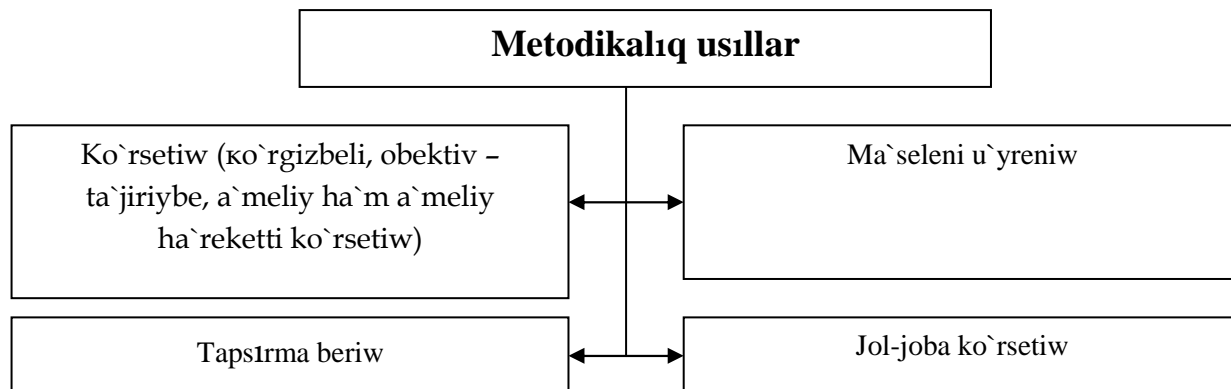 Metodikalıq usıllar
Ko`rsetiw (ko`rgizbeli, obektiv –
ta`jiriybe, a`meliy ha`m a`meliy
ha`reketti ko`rsetiw)
Ma`seleni u`yreniw
Tapsırma beriw
Jol-joba ko`rsetiw